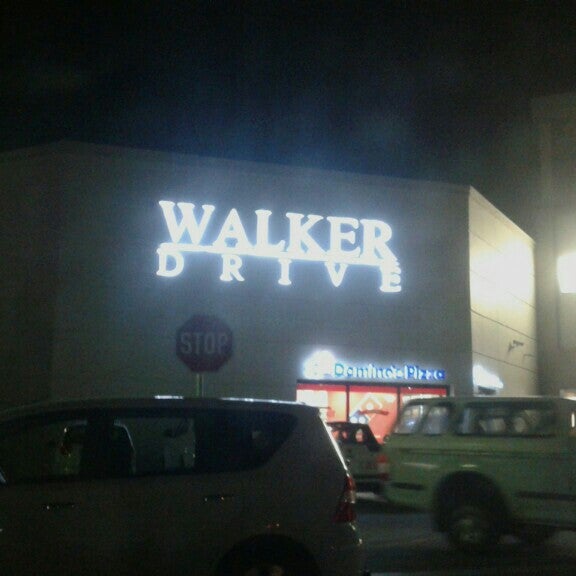 WALKER
DRIVE
STOP
Domino's Pizza